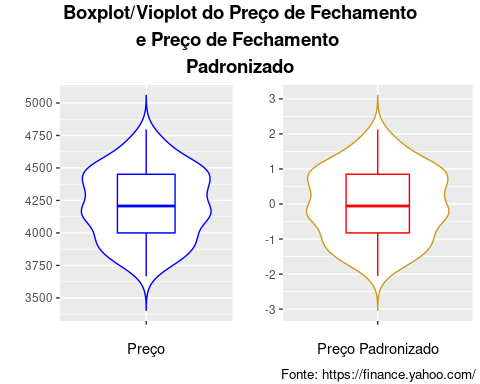 Boxplot/Vioplot do Preço de Fechamento
e Preço de Fechamento
Padronizado
5000
4750
4500
4250
4000
3750
3500
Preço
3
2
1
0
-1
-2
-3
Preço Padronizado
Fonte: https://finance.yahoo.com/